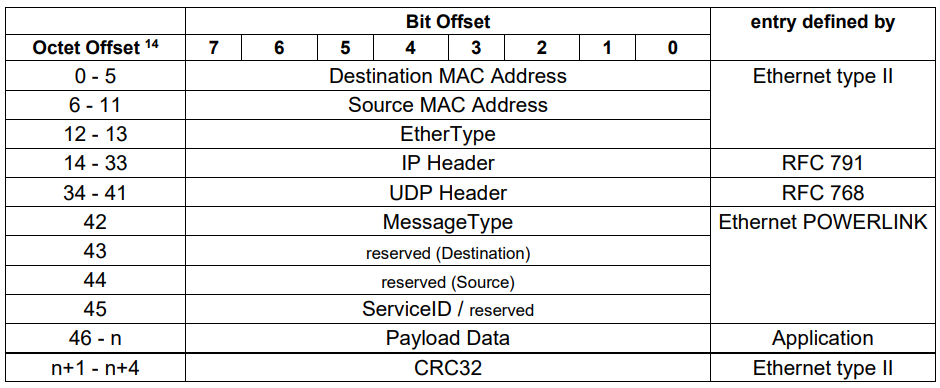 Bit Offset entry defined by
Octet Offset 14 7 6 5 4 3 2 1 0
0 - 5 Destination MAC Address Ethernet type II
6 - 11 Source MAC Address
12 - 13 EtherType
14 - 33 IP Header RFC 791
34 - 41 UDP Header RFC 768
42 MessageType Ethernet POWERLINK
43 reserved (Destination)
44 reserved (Source)
45 ServiceID / reserved
46 - n Payload Data Application
n+1 - n+4 CRC32 Ethernet type II